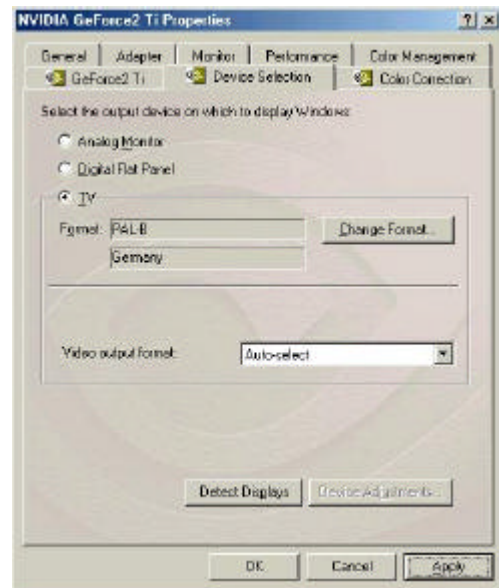 NVIDIA GeForce2 Ti Properties
General Adapter Monitor Performance Color Management
GeForce2 Ti Device Selection Color Correction
Select the output device on which to display Windows:
Analog Monitor
Digital Flat Panel
TV
Format: PAL-B Change Format...
Germany
Video output format: Auto-select
Detect Displays Device Adjustments...
OK Cancel Apply